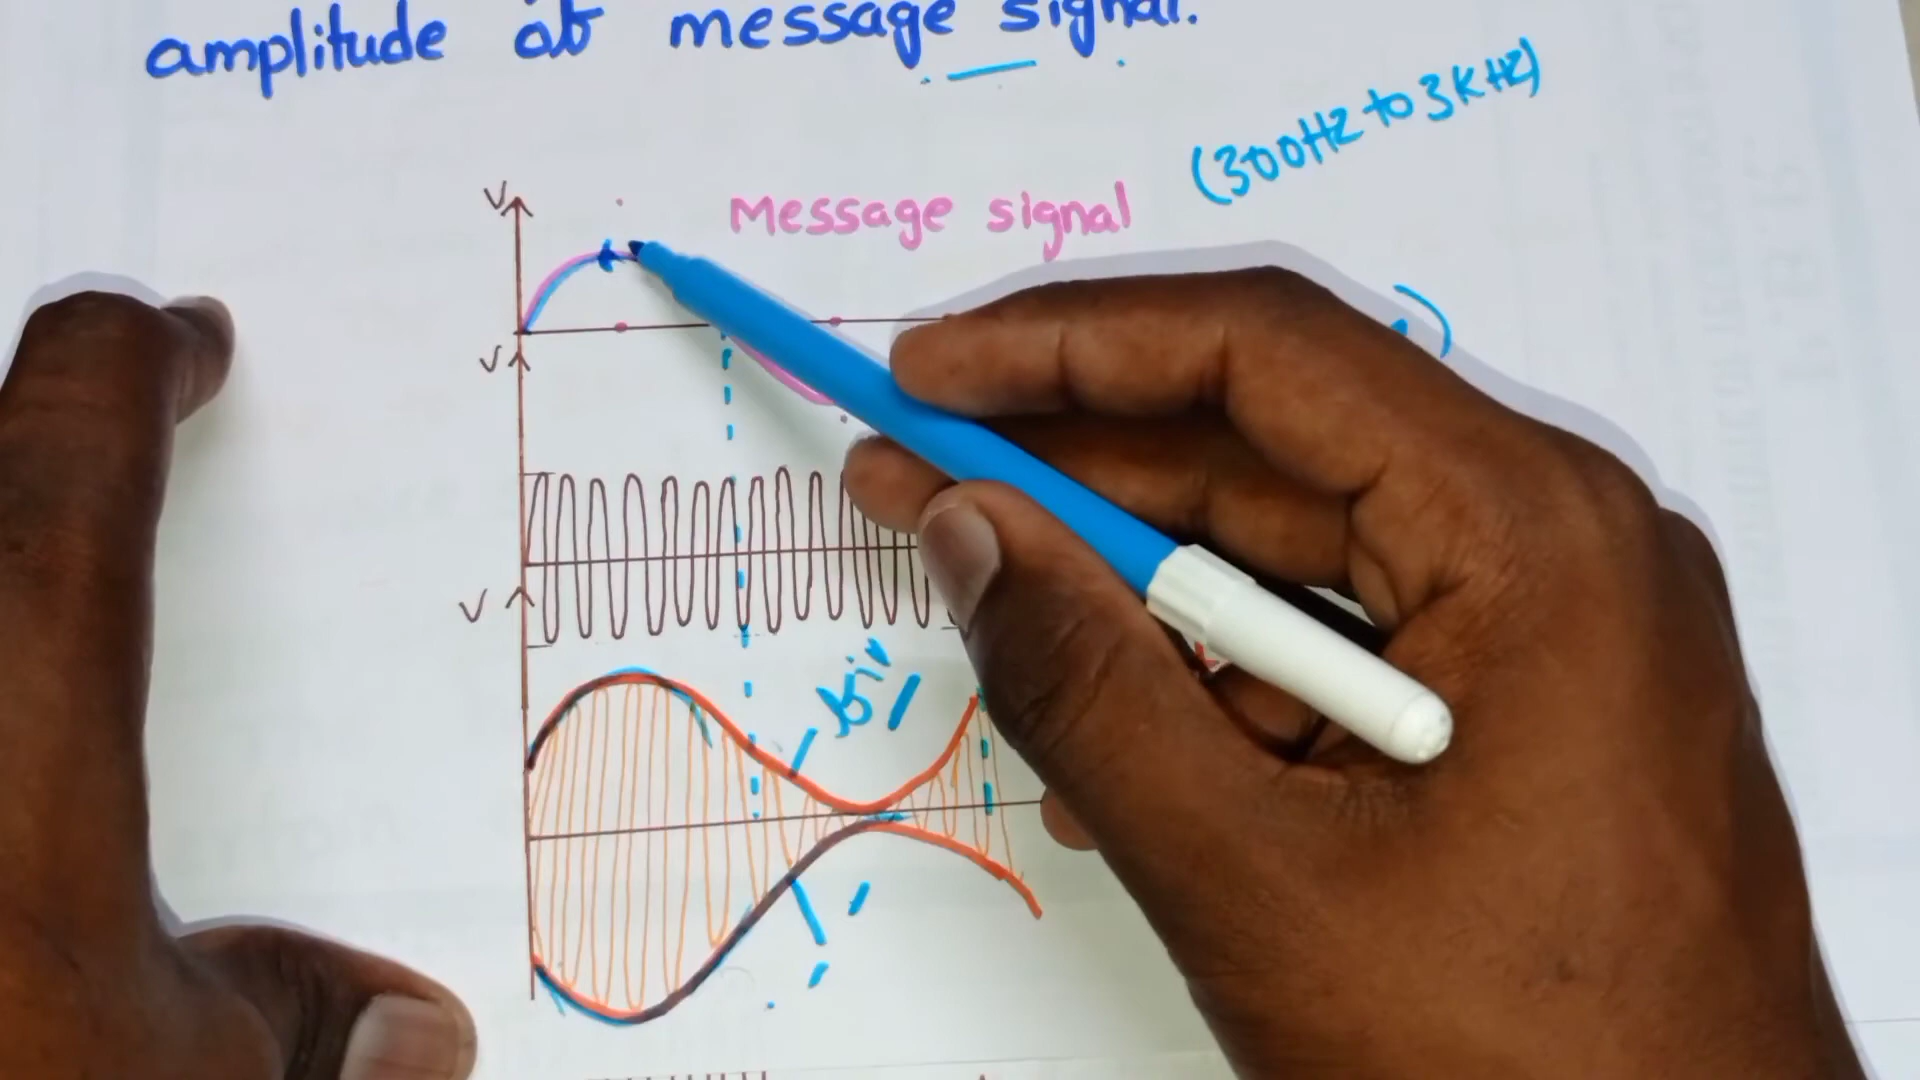 amplitude of message signal.
(300Hz to 3KHz)
V
Message signal
V
V